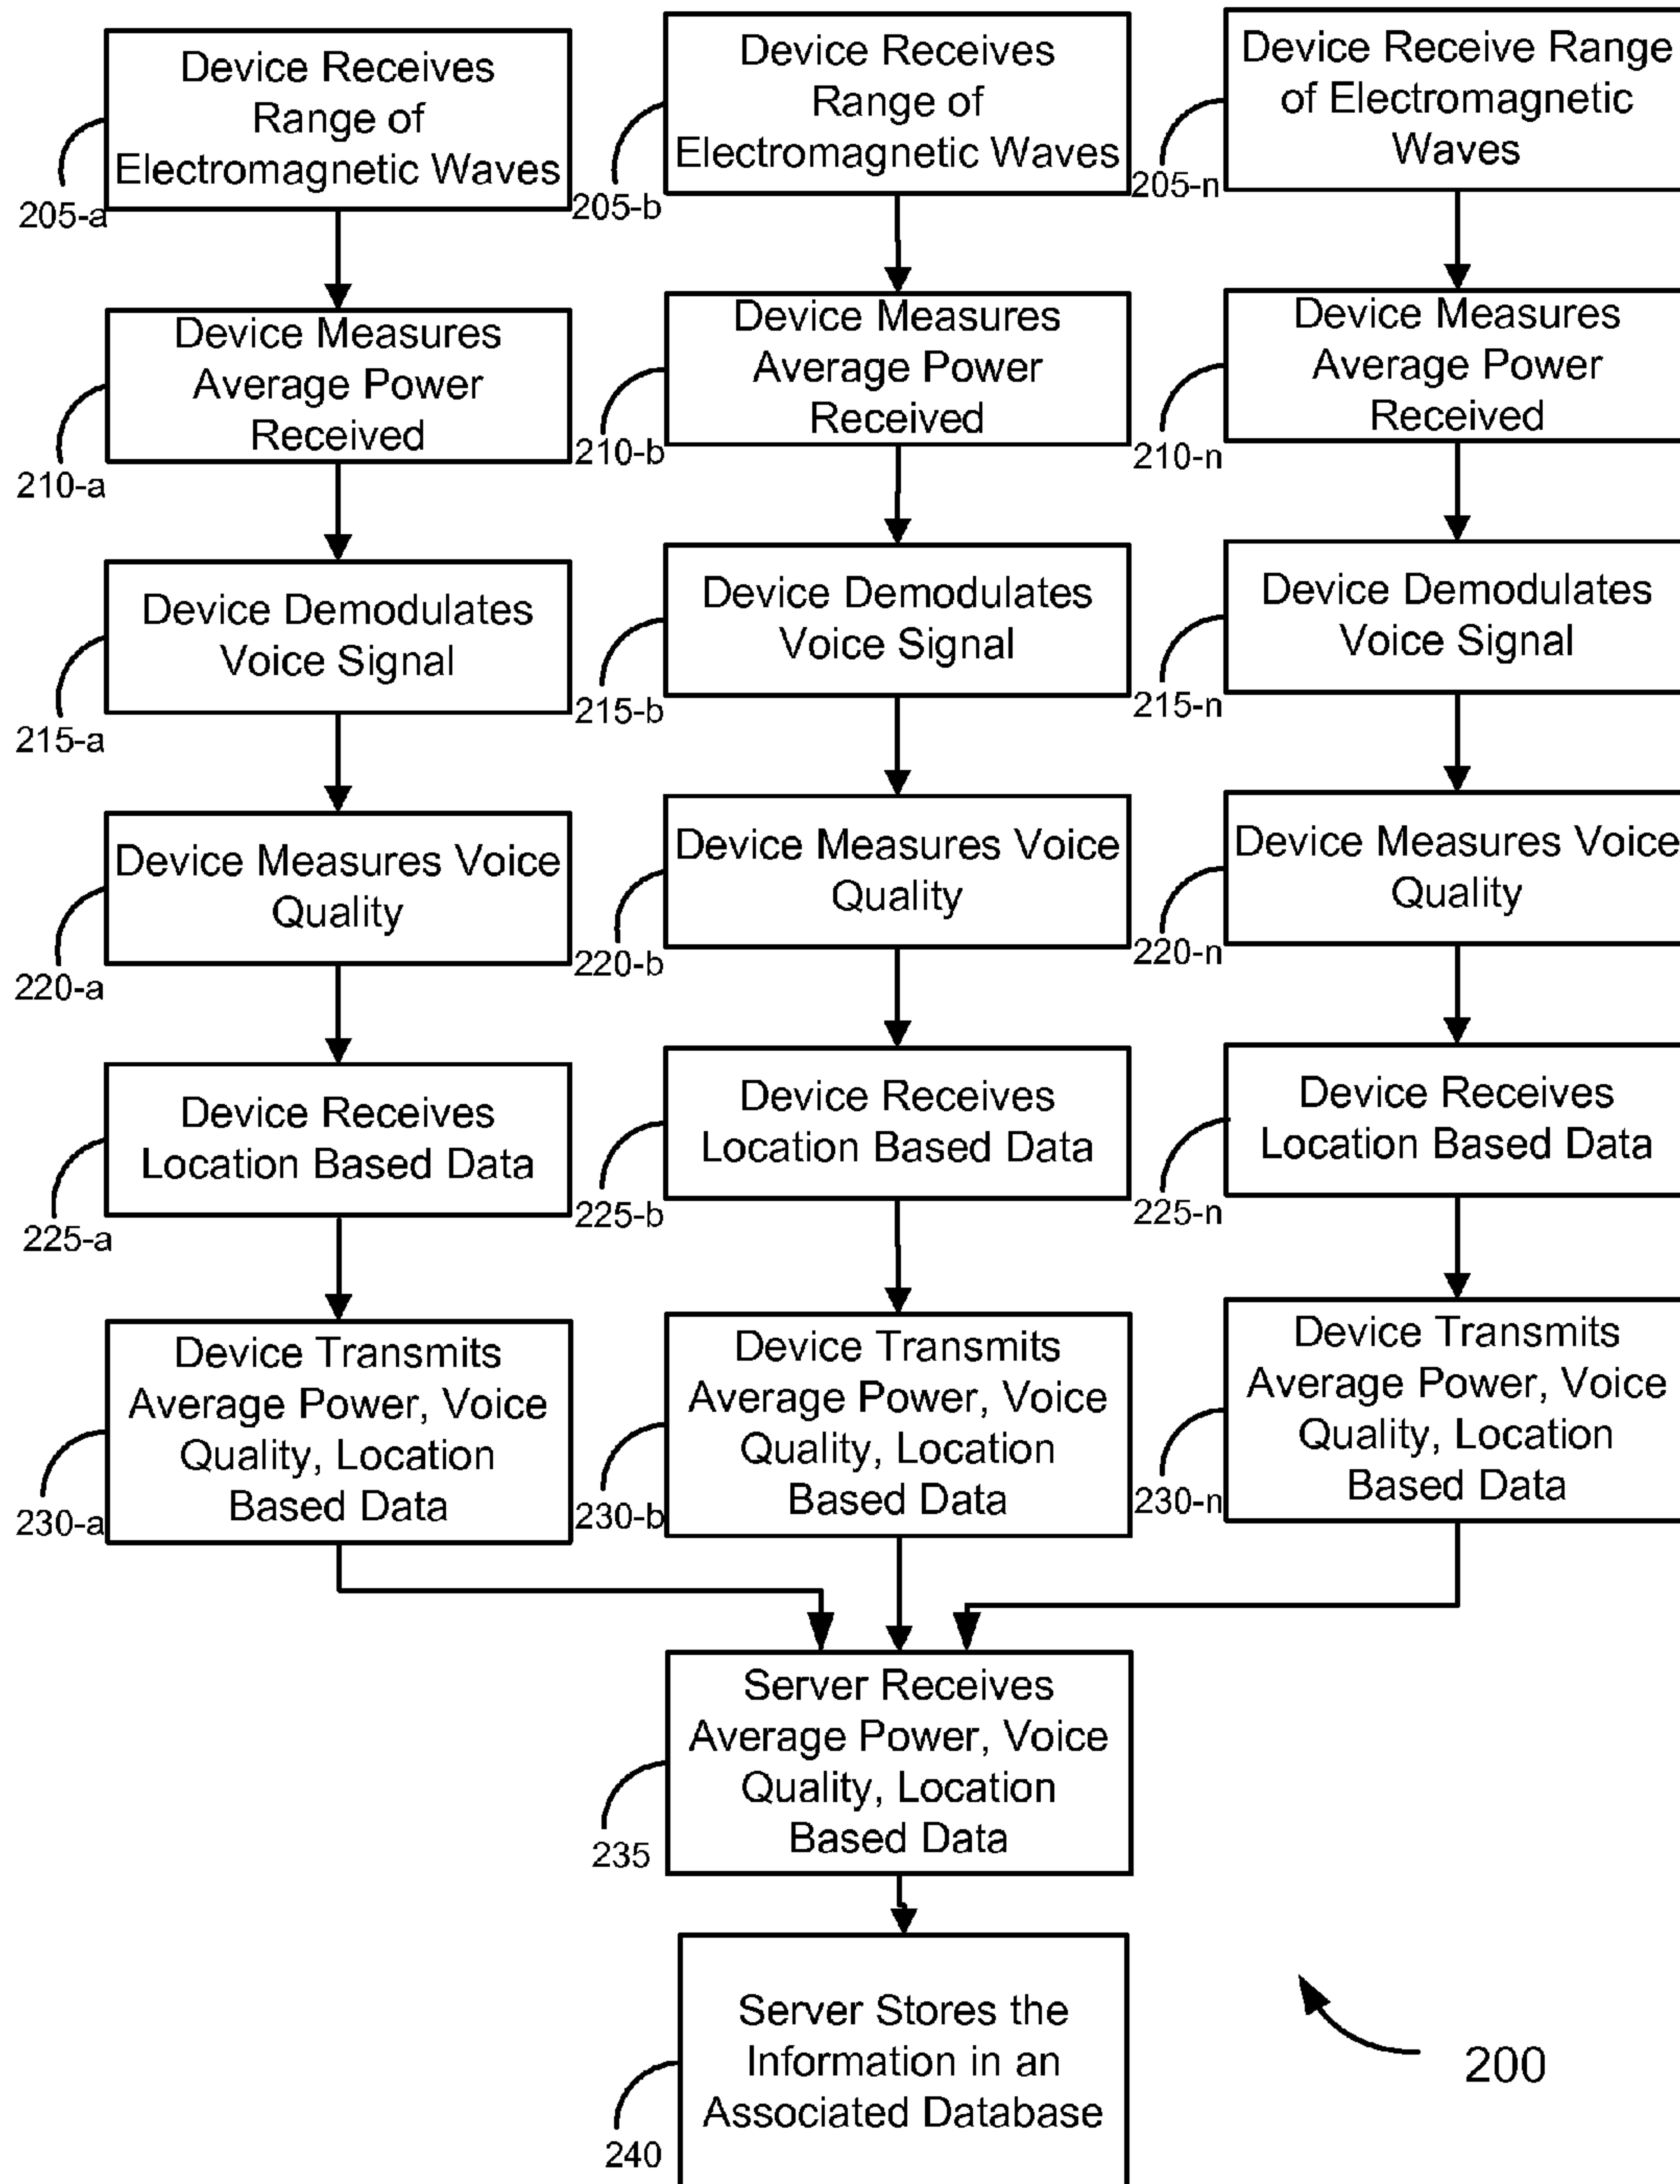 Device Receives
Range of
Electromagnetic Waves
205-a
Device Measures
Average Power
Received
210-a
Device Demodulates
Voice Signal
215-a
Device Measures Voice
Quality
220-a
Device Receives
Location Based Data
225-a
Device Transmits
Average Power, Voice
Quality, Location
Based Data
230-a
Device Receives
Range of
Electromagnetic Waves
205-b
Device Measures
Average Power
Received
210-b
Device Demodulates
Voice Signal
215-b
Device Measures Voice
Quality
220-b
Device Receives
Location Based Data
225-b
Device Transmits
Average Power, Voice
Quality, Location
Based Data
230-b
Device Receive Range
of Electromagnetic
Waves
205-n
Device Measures
Average Power
Received
210-n
Device Demodulates
Voice Signal
215-n
Device Measures Voice
Quality
220-n
Device Receives
Location Based Data
225-n
Device Transmits
Average Power, Voice
Quality, Location
Based Data
230-n
Server Receives
Average Power, Voice
Quality, Location
Based Data
235
Server Stores the
Information in an
Associated Database
240
200